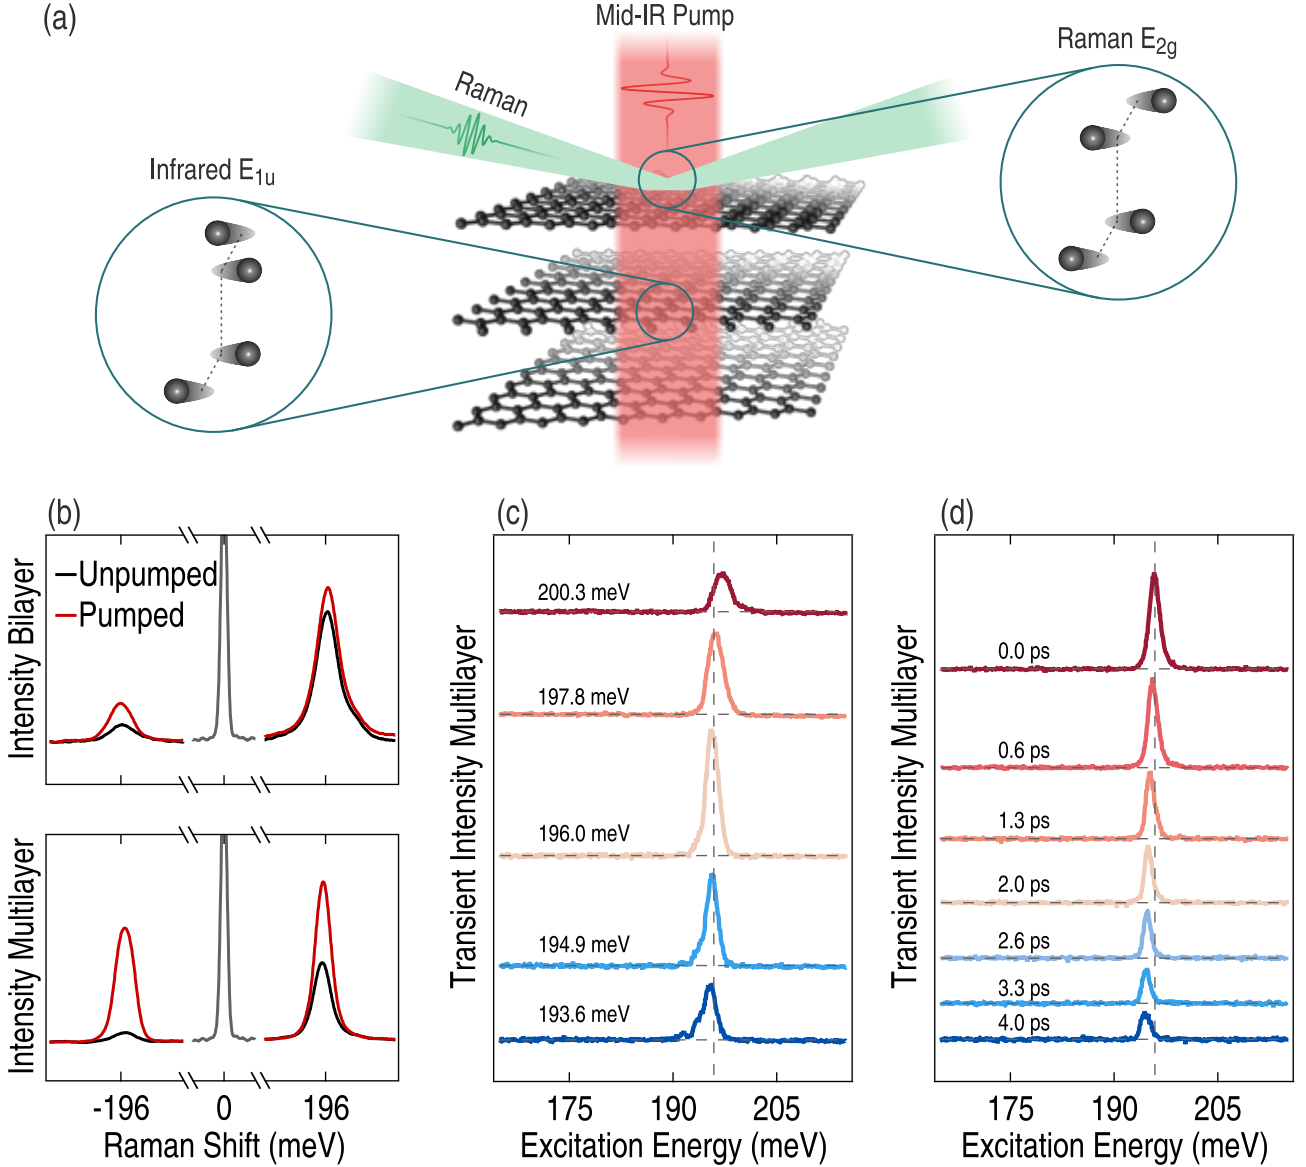 (a)
Mid-IR Pump
Raman E2g
Raman
Infrared E1u
(b)
Intensity Bilayer
Unpumped
Pumped
Intensity Multilayer
-196 0 196
Raman Shift (meV)
(c)
Transient Intensity Multilayer
200.3 meV
197.8 meV
196.0 meV
194.9 meV
193.6 meV
175 190 205
Excitation Energy (meV)
(d)
Transient Intensity Multilayer
0.0 ps
0.6 ps
1.3 ps
2.0 ps
2.6 ps
3.3 ps
4.0 ps
175 190 205
Excitation Energy (meV)